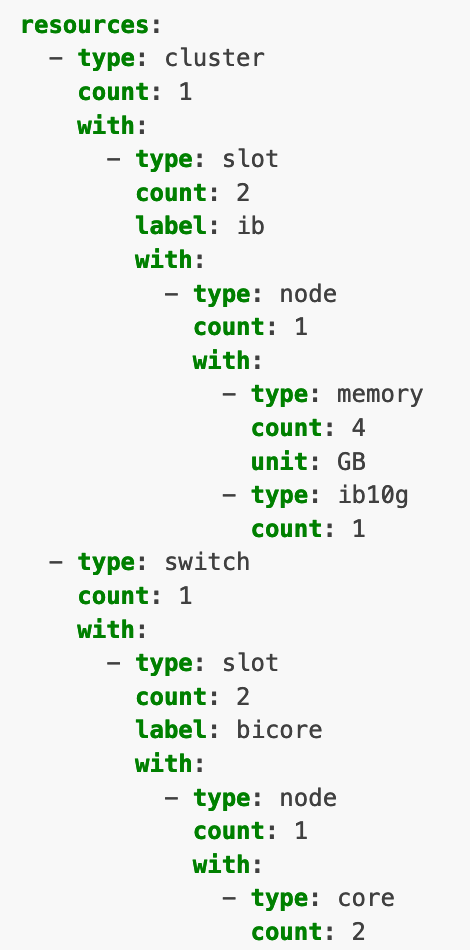 resources:
  - type: cluster
    count: 1
    with:
      - type: slot
        count: 2
        label: ib
        with:
          - type: node
            count: 1
            with:
              - type: memory
                count: 4
                unit: GB
              - type: ib10g
                count: 1
  - type: switch
    count: 1
    with:
      - type: slot
        count: 2
        label: bicore
        with:
          - type: node
            count: 1
            with:
              - type: core
                count: 2